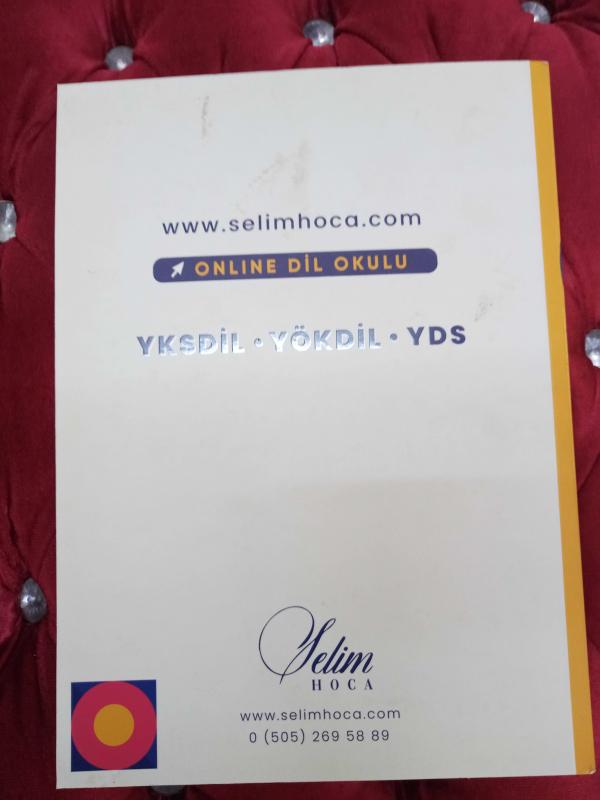 www.selimhoca.com
ONLINE DİL OKULU
YKSDİL • YÖKDİL • YDS
Selim
HOCA
www.selimhoca.com
0 (505) 269 58 89